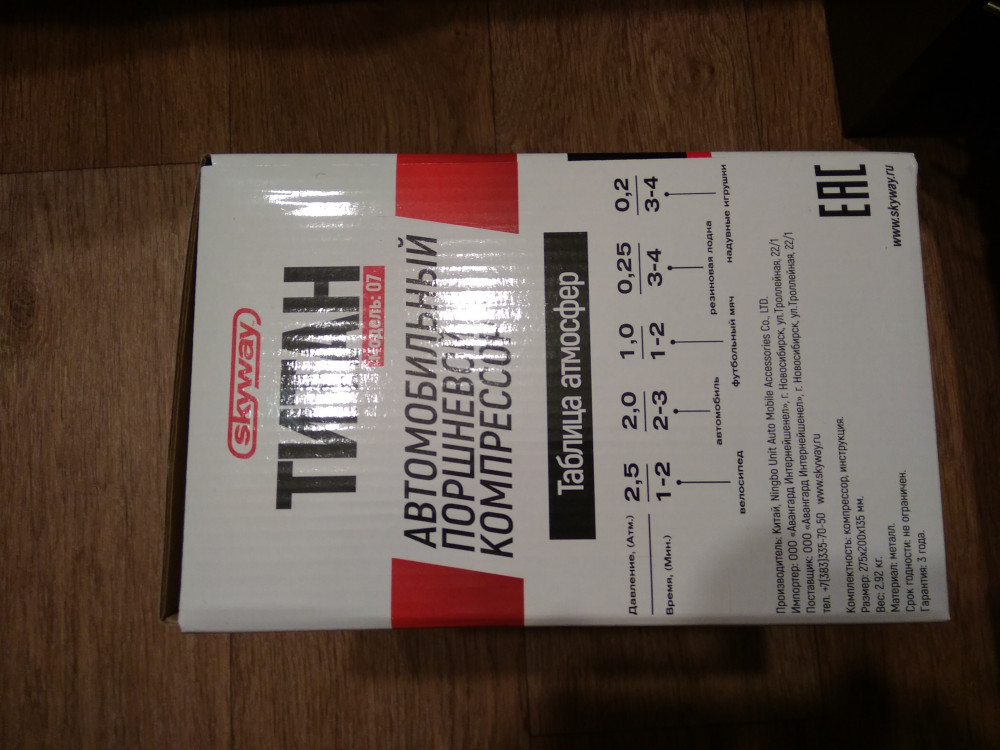 skyway
ТИТАН
Модель: 07
АВТОМОБИЛЬНЫЙ
ПОРШНЕВОЙ
КОМПРЕССОР
Таблица атмосфер
Давление, (Атм.) 2,5 2,0 1,0 0,25 0,2
Время, (Мин.) 1-2 2-3 1-2 3-4 3-4
велосипед автомобиль футбольный мяч резиновая лодка надувные игрушки
Производитель: Китай, Ningbo Unit Auto Mobile Accessories Co., LTD.
Импортер: ООО «Авангард Интернейшенел», г. Новосибирск, ул.Троллейная, 22/1
Поставщик: ООО «Авангард Интернейшенел», г. Новосибирск, ул.Троллейная, 22/1
тел. +7(383)335-70-50 www.skyway.ru
Комплектность: компрессор, инструкция.
Размер: 275х200х135 мм.
Вес: 2.92 кг.
Материал: металл.
Срок годности: не ограничен.
Гарантия: 3 года.
EAC
www.skyway.ru